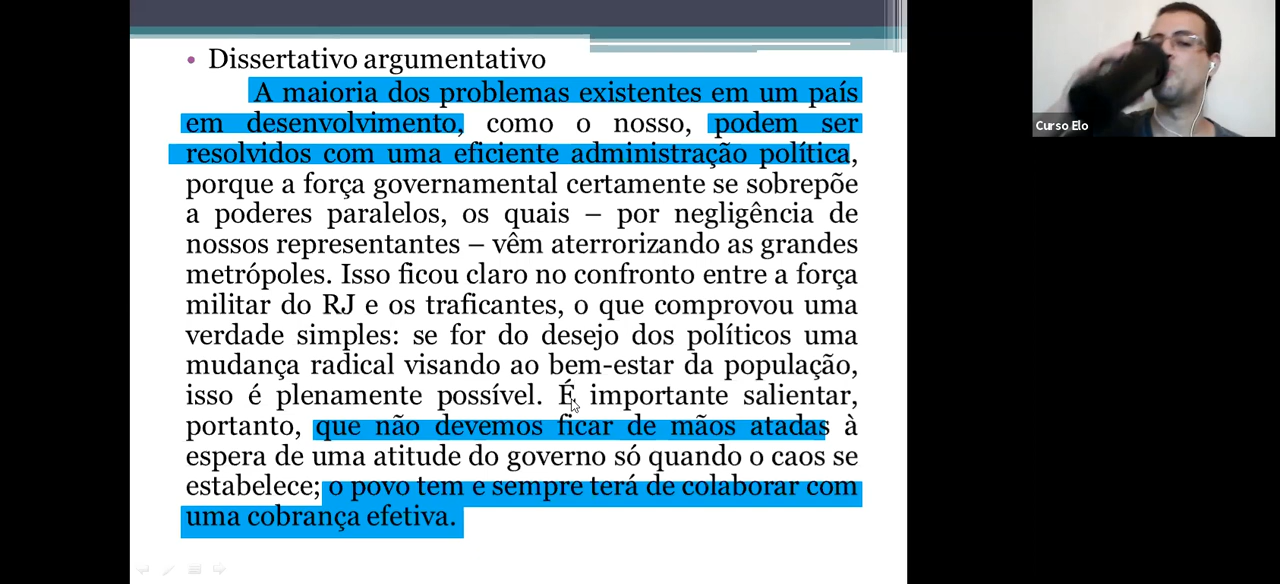 • Dissertativo argumentativo
A maioria dos problemas existentes em um país
em desenvolvimento, como o nosso, podem ser
resolvidos com uma eficiente administração política,
porque a força governamental certamente se sobrepõe
a poderes paralelos, os quais – por negligência de
nossos representantes – vêm aterrorizando as grandes
metrópoles. Isso ficou claro no confronto entre a força
militar do RJ e os traficantes, o que comprovou uma
verdade simples: se for do desejo dos políticos uma
mudança radical visando ao bem-estar da população,
isso é plenamente possível. É importante salientar,
portanto, que não devemos ficar de mãos atadas à
espera de uma atitude do governo só quando o caos se
estabelece; o povo tem e sempre terá de colaborar com
uma cobrança efetiva.
Curso Elo